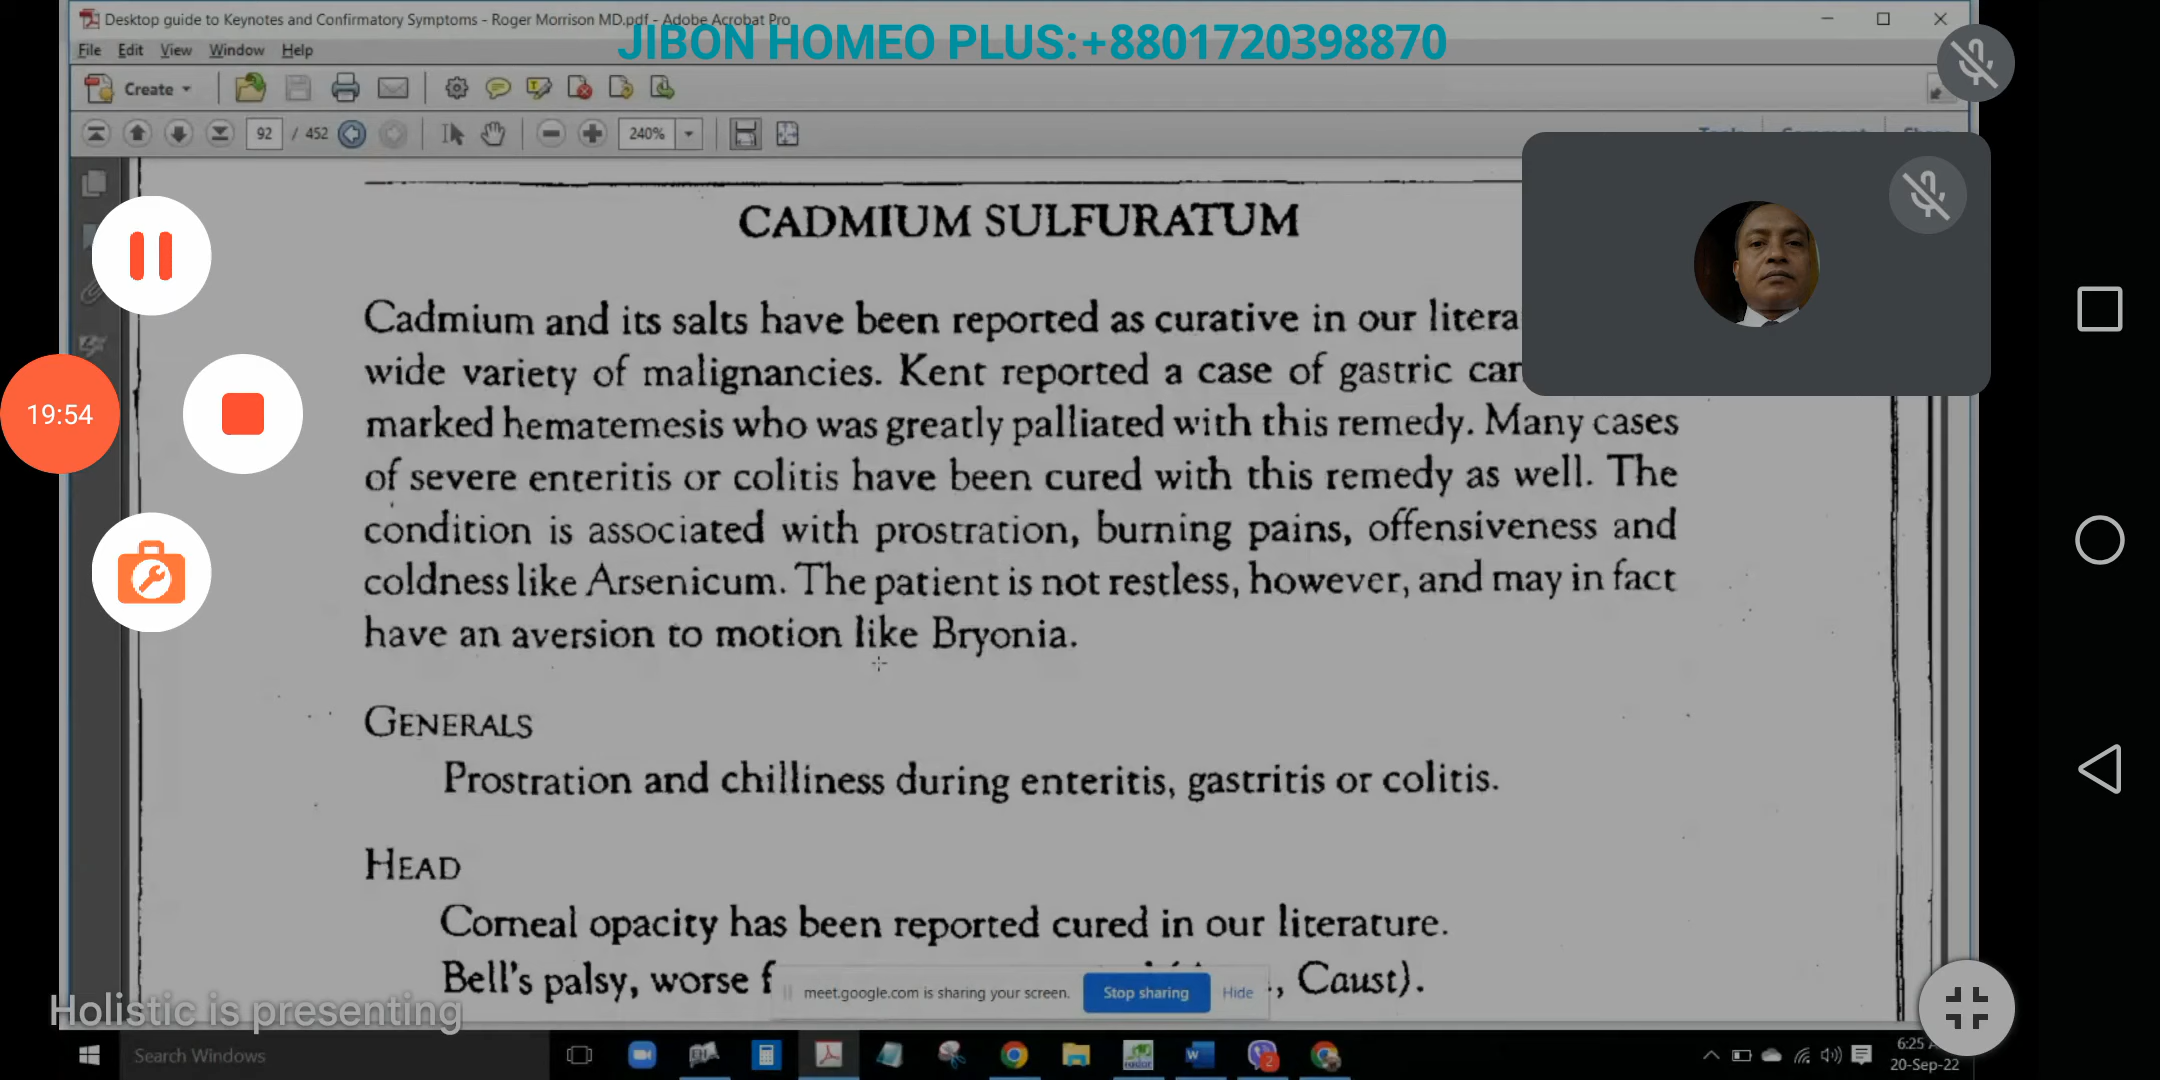 Desktop guide to Keynotes and Confirmatory Symptoms - Roger Morrison MD.pdf - Adobe Acrobat Pro
JIBON HOMEO PLUS:+8801720398870
File Edit View Window Help
Create
92 / 452 240%
Tools Comment Share
CADMIUM SULFURATUM
Cadmium and its salts have been reported as curative in our litera
wide variety of malignancies. Kent reported a case of gastric can
marked hematemesis who was greatly palliated with this remedy. Many cases
of severe enteritis or colitis have been cured with this remedy as well. The
condition is associated with prostration, burning pains, offensiveness and
coldness like Arsenicum. The patient is not restless, however, and may in fact
have an aversion to motion like Bryonia.
19:54
GENERALS
Prostration and chilliness during enteritis, gastritis or colitis.
HEAD
Corneal opacity has been reported cured in our literature.
Bell's palsy, worse f , Caust).
meet.google.com is sharing your screen. Stop sharing Hide
Holistic is presenting
Search Windows
2
6:25
20-Sep-22